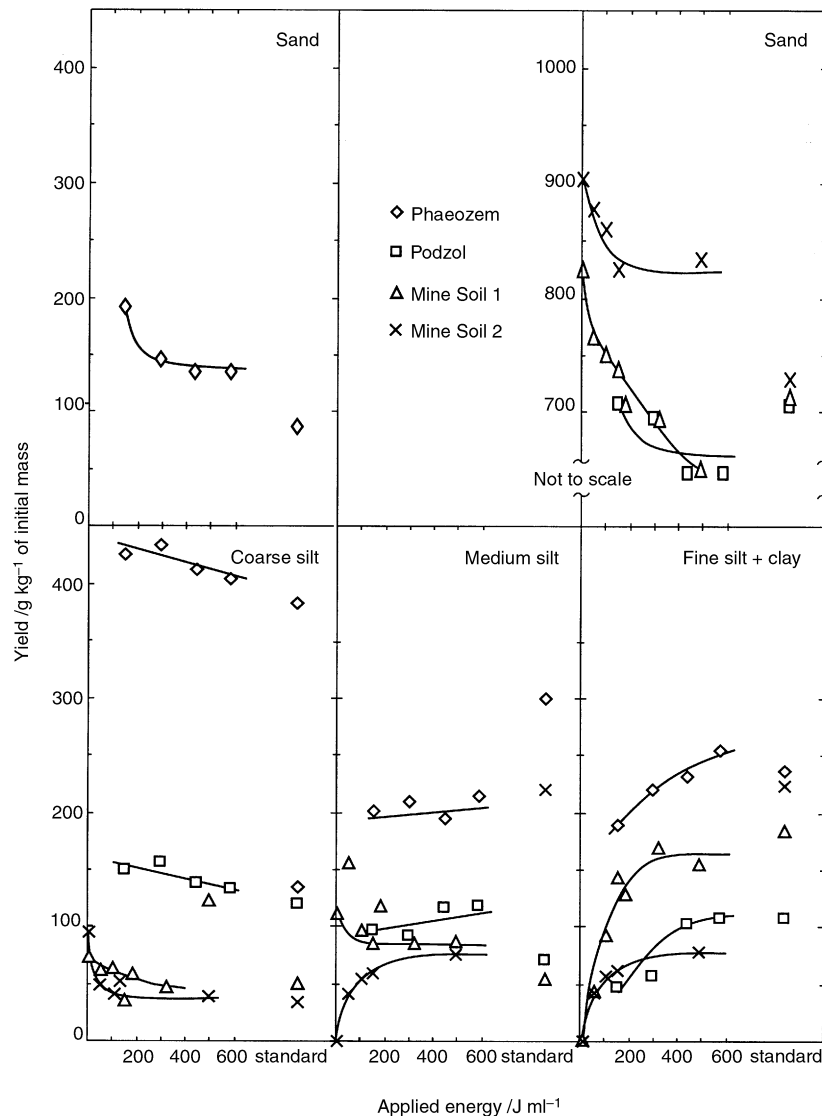 Sand
400
300
200
100
0
Phaeozem
Podzol
Mine Soil 1
Mine Soil 2
Sand
1000
900
800
700
Not to scale
Yield /g kg⁻¹ of initial mass
Coarse silt
400
300
200
100
0
200 400 600 standard
Medium silt
200 400 600 standard
Fine silt + clay
200 400 600 standard
Applied energy /J ml⁻¹